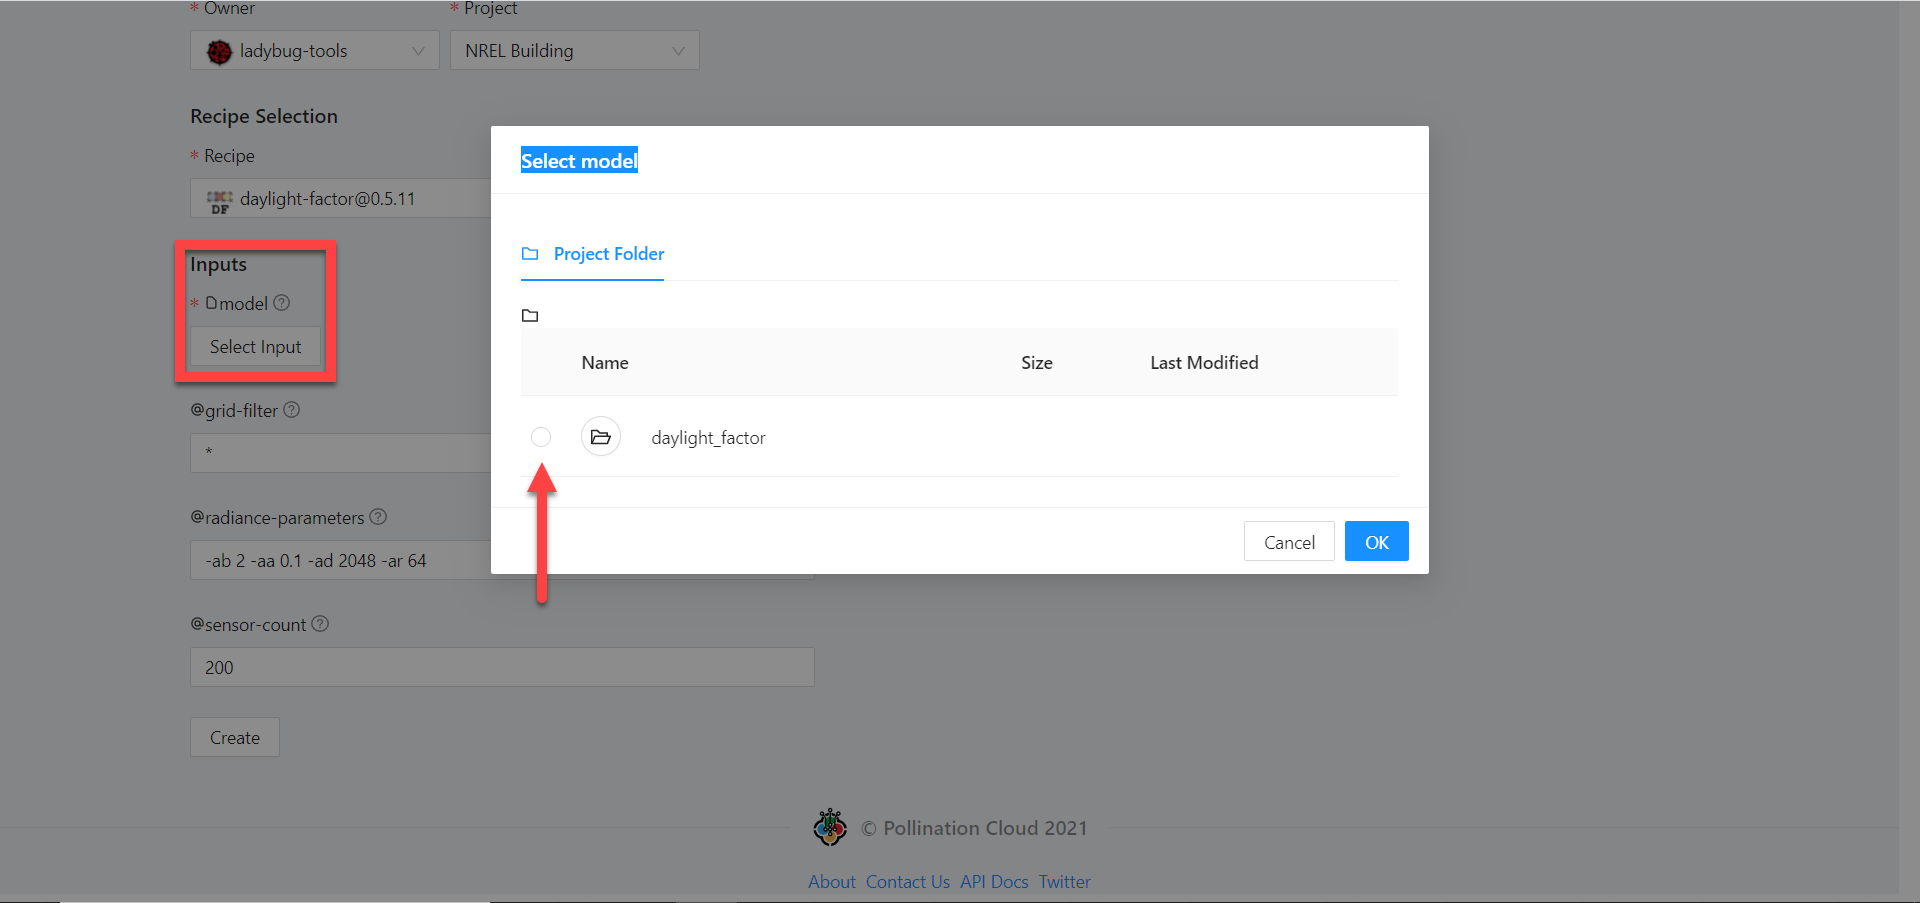 * Owner
* Project
ladybug-tools
NREL Building
Recipe Selection
* Recipe
DF
daylight-factor@0.5.11
Inputs
* model ?
Select Input
@grid-filter ?
*
@radiance-parameters ?
-ab 2 -aa 0.1 -ad 2048 -ar 64
@sensor-count ?
200
Create
Select model
Project Folder
Name Size Last Modified
daylight_factor
Cancel OK
© Pollination Cloud 2021
About Contact Us API Docs Twitter